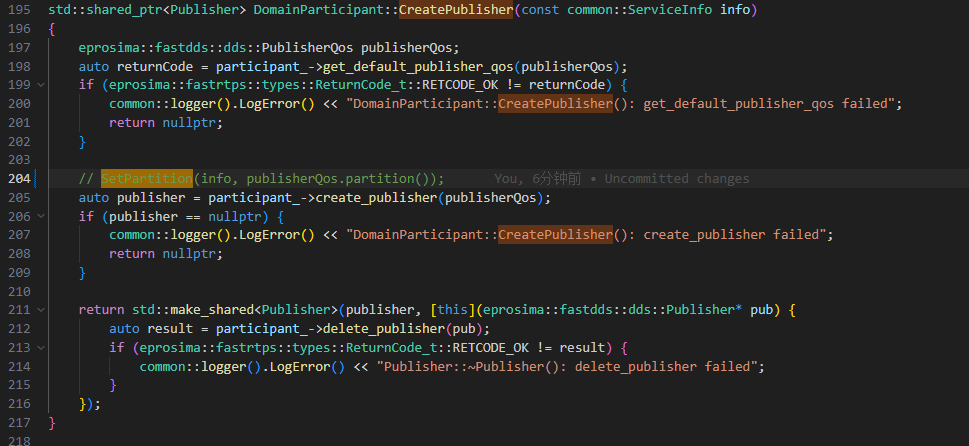 195 std::shared_ptr<Publisher> DomainParticipant::CreatePublisher(const common::ServiceInfo info)
196 {
197     eprosima::fastdds::dds::PublisherQos publisherQos;
198     auto returnCode = participant_->get_default_publisher_qos(publisherQos);
199     if (eprosima::fastrtps::types::ReturnCode_t::RETCODE_OK != returnCode) {
200         common::logger().LogError() << "DomainParticipant::CreatePublisher(): get_default_publisher_qos failed";
201         return nullptr;
202     }
203
204     // SetPartition(info, publisherQos.partition());     You, 6分钟前 • Uncommitted changes
205     auto publisher = participant_->create_publisher(publisherQos);
206     if (publisher == nullptr) {
207         common::logger().LogError() << "DomainParticipant::CreatePublisher(): create_publisher failed";
208         return nullptr;
209     }
210
211     return std::make_shared<Publisher>(publisher, [this](eprosima::fastdds::dds::Publisher* pub) {
212         auto result = participant_->delete_publisher(pub);
213         if (eprosima::fastrtps::types::ReturnCode_t::RETCODE_OK != result) {
214             common::logger().LogError() << "Publisher::~Publisher(): delete_publisher failed";
215         }
216     });
217 }
218